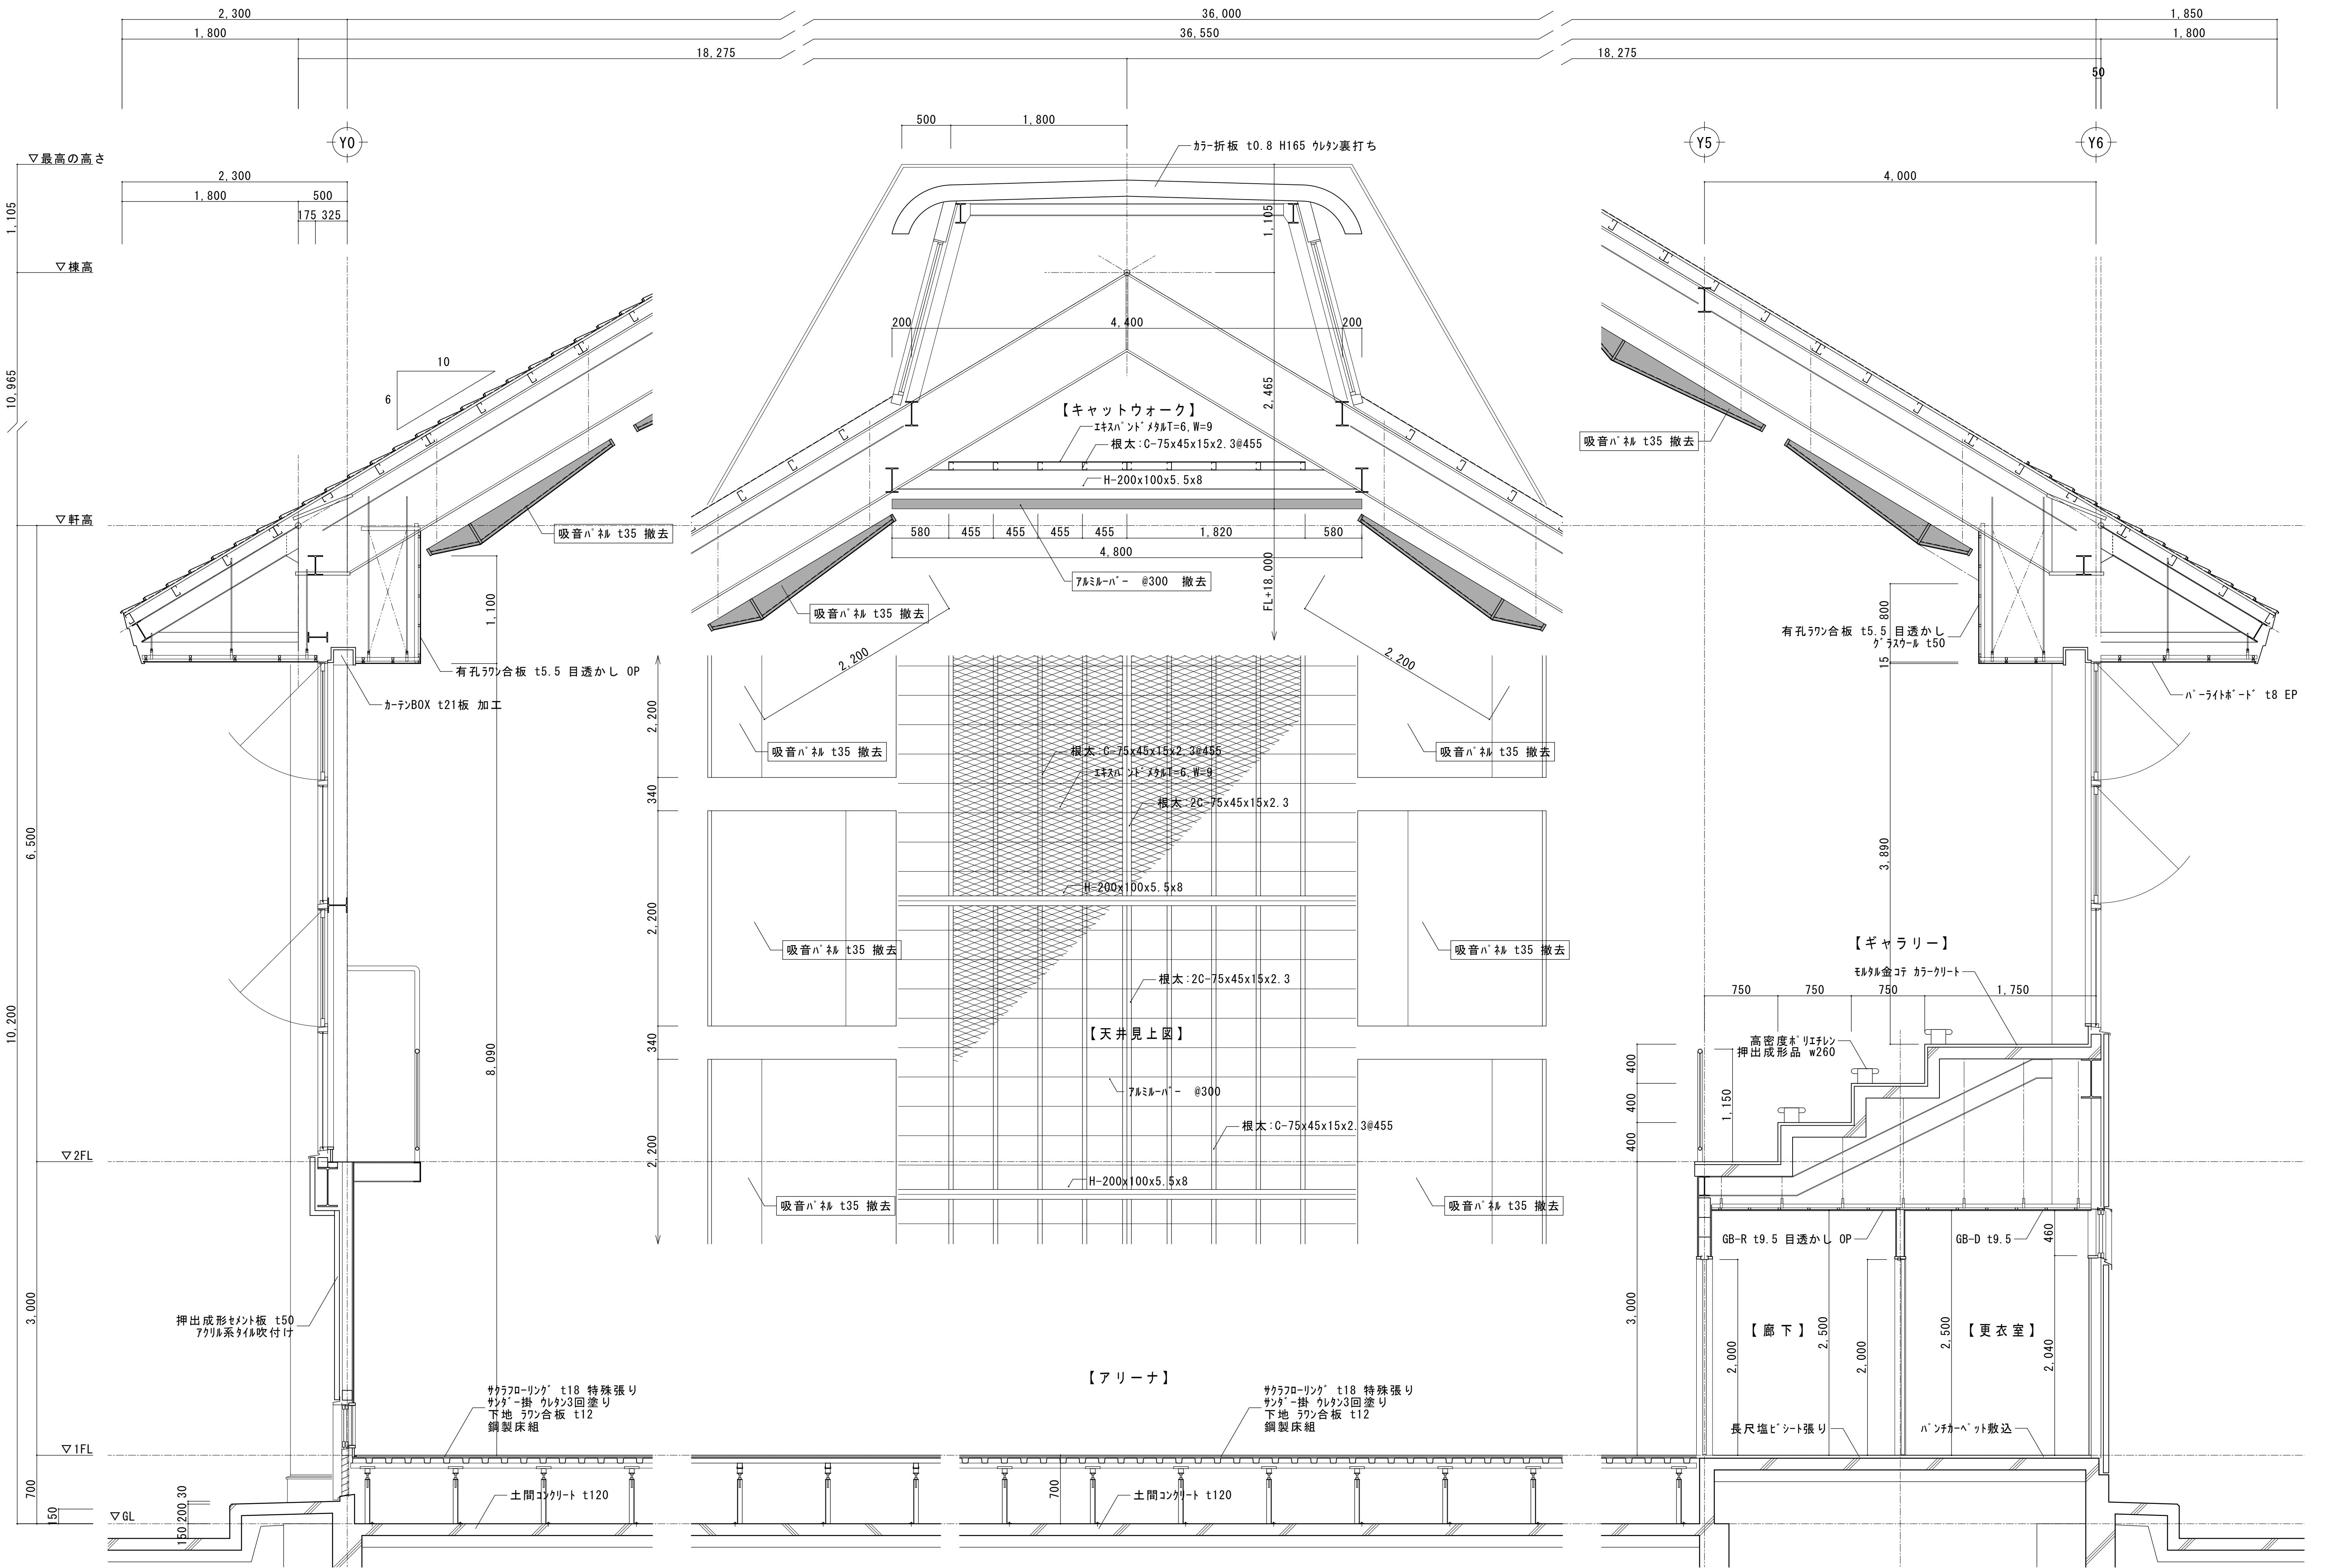 2,300
36,000
1,850
1,800
36,550
1,800
18,275
18,275
50
Y0
500
1,800
カラー折板 t0.8 H165 ウレタン裏打ち
Y5
Y6
▽最高の高さ
2,300
4,000
1,800
500
175 325
1,105
1,105
▽棟高
200
4,400
200
10
6
10,965
2,465
【キャットウォーク】
エキスパンドメタルT=6,W=9
根太:C-75x45x15x2.3@455
H-200x100x5.5x8
吸音パネル t35 撤去
▽軒高
吸音パネル t35 撤去
580
455
455
455
455
1,820
580
4,800
アルミルーバー @300 撤去
FL+18,000
吸音パネル t35 撤去
1,100
800
有孔ラワン合板 t5.5 目透かし
グラスウール t50
15
2,200
2,200
有孔ラワン合板 t5.5 目透かし OP
カーテンBOX t21板 加工
パーライトボード t8 EP
2,200
吸音パネル t35 撤去
根太:C-75x45x15x2.3@455
吸音パネル t35 撤去
エキスパンドメタルT=6,W=9
340
根太:2C-75x45x15x2.3
6,500
3,890
H-200x100x5.5x8
2,200
吸音パネル t35 撤去
吸音パネル t35 撤去
【ギャラリー】
モルタル金コテ カラークリート
根太:2C-75x45x15x2.3
750
750
750
1,750
10,200
8,090
340
【天井見上図】
高密度ポリエチレン
押出成形品 w260
400
400
400
1,150
アルミルーバー @300
根太:C-75x45x15x2.3@455
2,200
▽2FL
H-200x100x5.5x8
吸音パネル t35 撤去
吸音パネル t35 撤去
GB-R t9.5 目透かし OP
GB-D t9.5
460
3,000
押出成形セメント板 t50
アクリル系タイル吹付け
3,000
【廊下】
【更衣室】
2,000
2,500
2,000
2,500
2,040
【アリーナ】
サクラフローリング t18 特殊張り
サンダー掛 ウレタン3回塗り
下地 ラワン合板 t12
鋼製床組
サクラフローリング t18 特殊張り
サンダー掛 ウレタン3回塗り
下地 ラワン合板 t12
鋼製床組
長尺塩ビシート張り
パンチカーペット敷込
▽1FL
700
700
土間コンクリート t120
土間コンクリート t120
150
▽GL
150 200 30